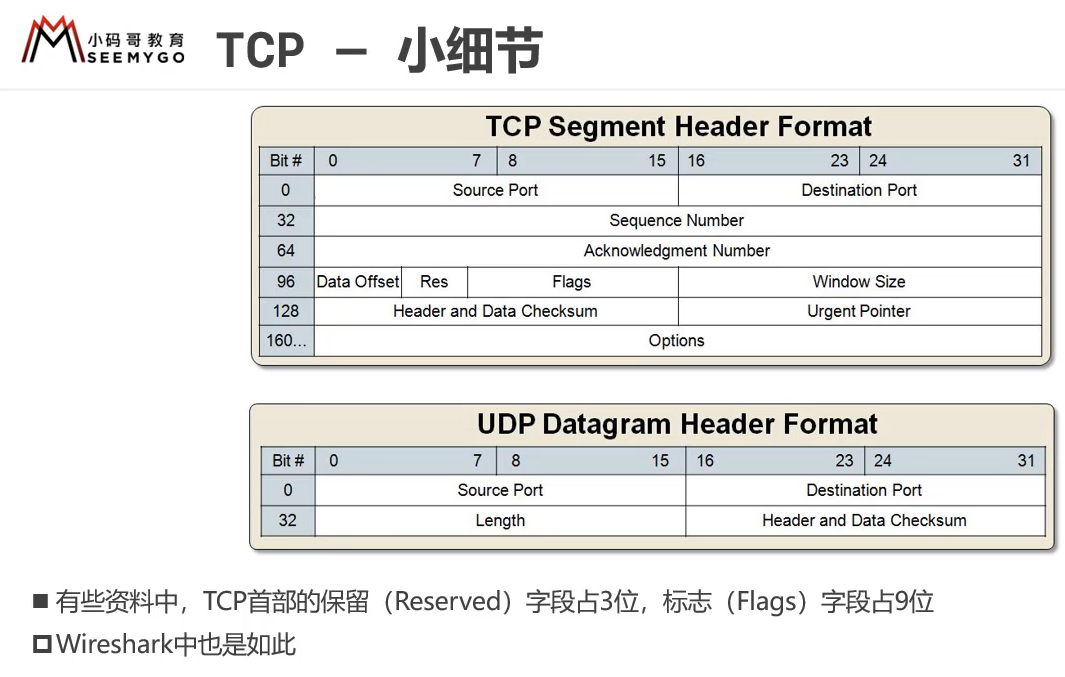 小码哥教育
SEEMYGO
TCP – 小细节
TCP Segment Header Format
Bit # 0 7 8 15 16 23 24 31
0 Source Port Destination Port
32 Sequence Number
64 Acknowledgment Number
96 Data Offset Res Flags Window Size
128 Header and Data Checksum Urgent Pointer
160... Options
UDP Datagram Header Format
Bit # 0 7 8 15 16 23 24 31
0 Source Port Destination Port
32 Length Header and Data Checksum
■ 有些资料中，TCP首部的保留（Reserved）字段占3位，标志（Flags）字段占9位
Wireshark中也是如此